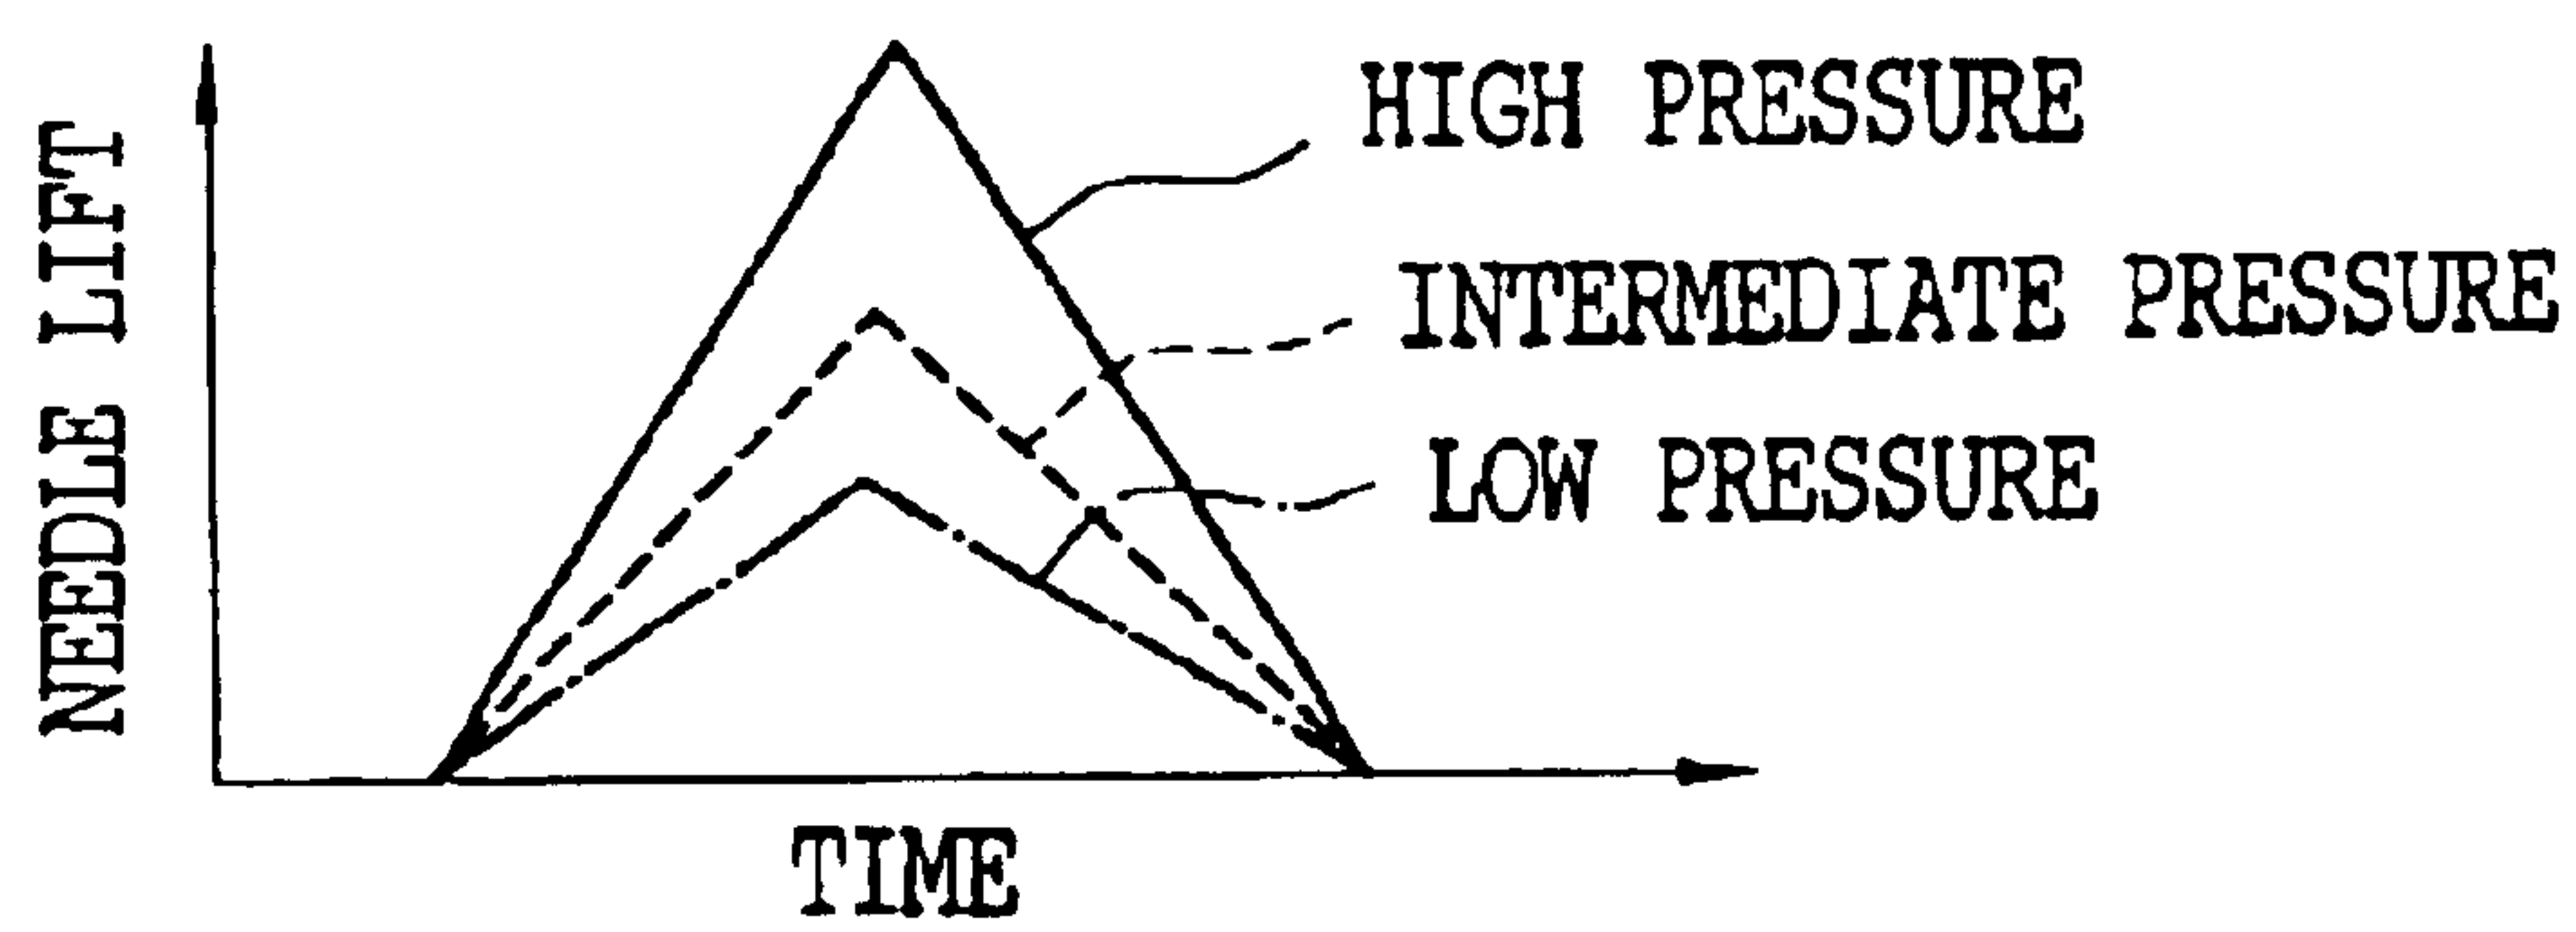 NEEDLE LIFT
HIGH PRESSURE
INTERMEDIATE PRESSURE
LOW PRESSURE
TIME